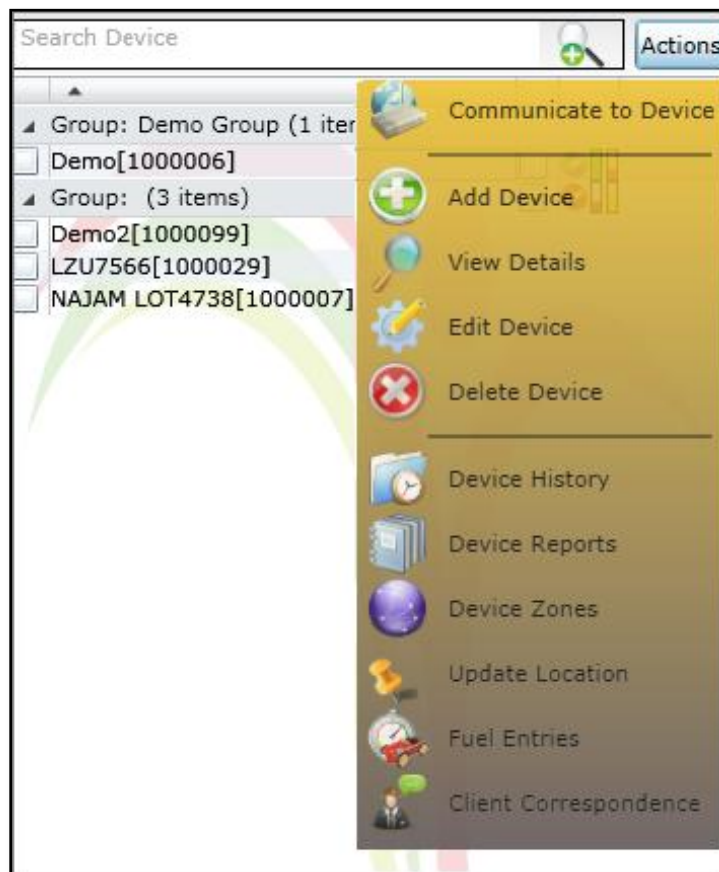 Search Device
Actions
Group: Demo Group (1 iter
Demo[1000006]
Group: (3 items)
Demo2[1000099]
LZU7566[1000029]
NAJAM LOT4738[1000007]
Communicate to Device
Add Device
View Details
Edit Device
Delete Device
Device History
Device Reports
Device Zones
Update Location
Fuel Entries
Client Correspondence